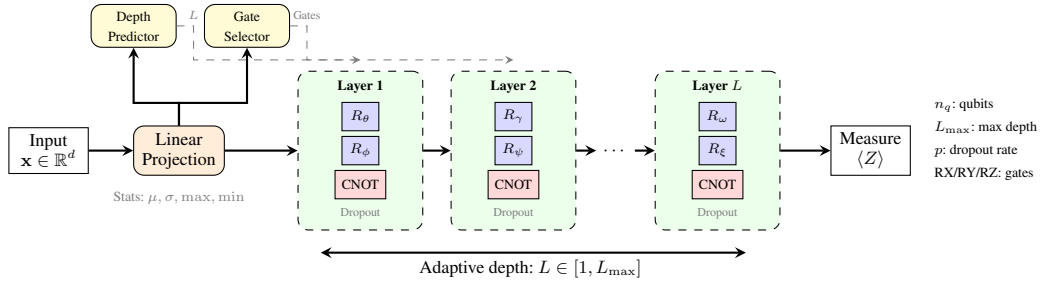 Depth
Predictor
L
Gate
Selector
Gates
Input
x ∈ ℝᵈ
Linear
Projection
Stats: μ, σ, max, min
Layer 1
R_θ
R_ϕ
CNOT
Dropout
Layer 2
R_γ
R_ψ
CNOT
Dropout
· · ·
Layer L
R_ω
R_ξ
CNOT
Dropout
Measure
⟨Z⟩
n_q: qubits
L_max: max depth
p: dropout rate
RX/RY/RZ: gates
Adaptive depth: L ∈ [1, L_max]